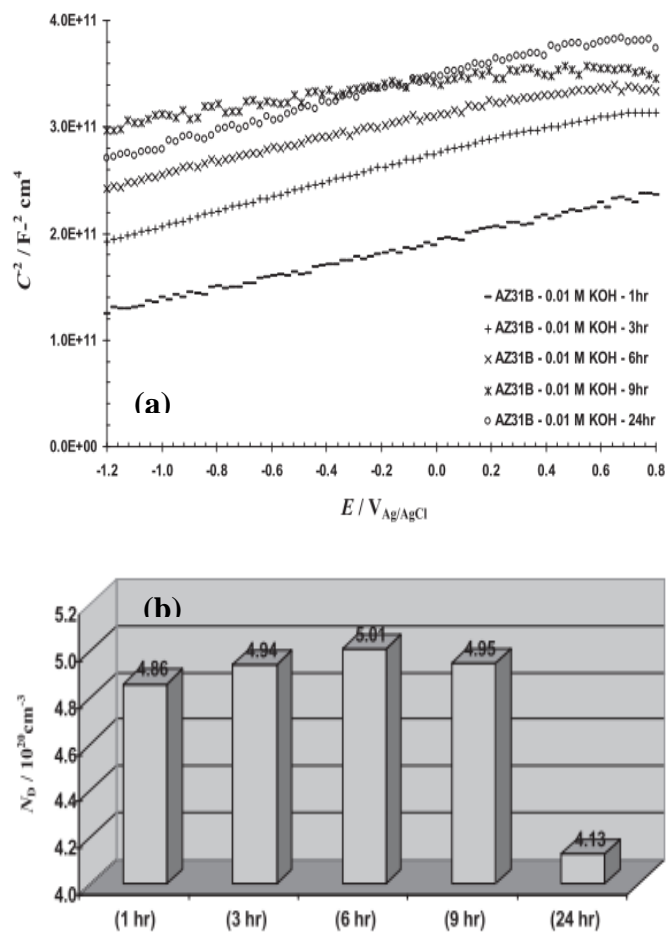 4.0E+11
(a)
3.0E+11
2.0E+11
1.0E+11
0.0E+00
C⁻² / F-² cm⁴
AZ31B - 0.01 M KOH - 1hr
AZ31B - 0.01 M KOH - 3hr
AZ31B - 0.01 M KOH - 6hr
AZ31B - 0.01 M KOH - 9hr
AZ31B - 0.01 M KOH - 24hr
-1.2 -1.0 -0.8 -0.6 -0.4 -0.2 0.0 0.2 0.4 0.6 0.8
E / V Ag/AgCl
(b)
5.2
5.0
4.8
4.6
4.4
4.2
4.0
N_D / 10²⁰cm⁻³
4.86 4.94 5.01 4.95 4.13
(1 hr) (3 hr) (6 hr) (9 hr) (24 hr)